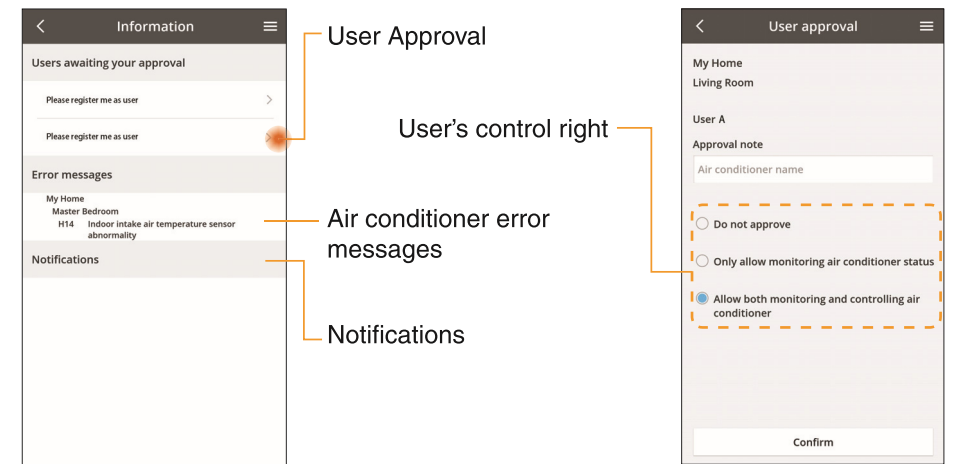 Information
Users awaiting your approval
Please register me as user
Please register me as user
Error messages
My Home
Master Bedroom
H14 Indoor intake air temperature sensor
abnormality
Notifications
User Approval
User's control right
Air conditioner error
messages
Notifications
User approval
My Home
Living Room
User A
Approval note
Air conditioner name
Do not approve
Only allow monitoring air conditioner status
Allow both monitoring and controlling air
conditioner
Confirm